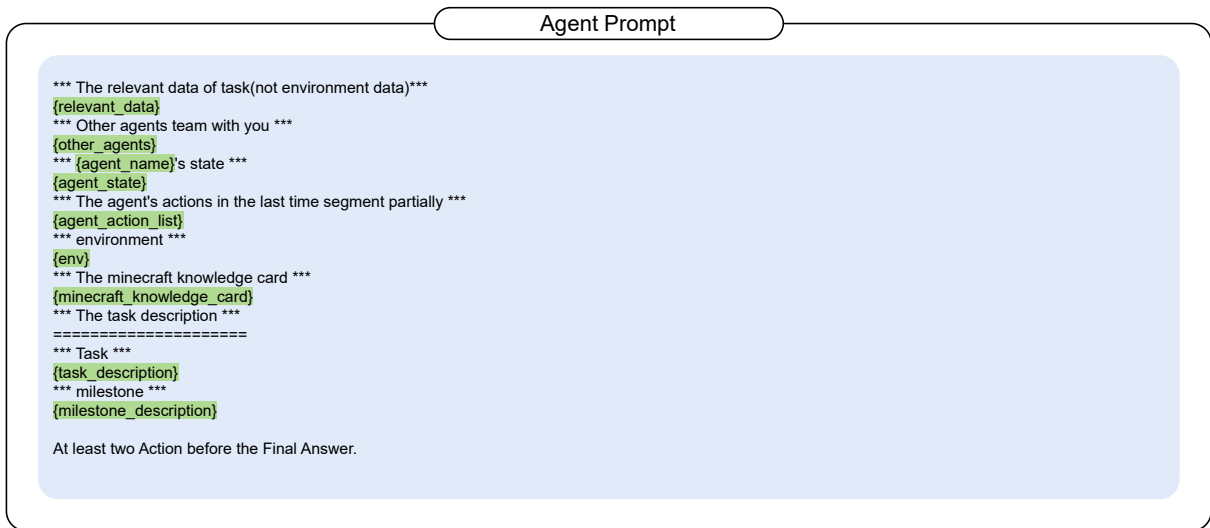 Agent Prompt
*** The relevant data of task(not environment data)***
{relevant_data}
*** Other agents team with you ***
{other_agents}
*** {agent_name}'s state ***
{agent_state}
*** The agent's actions in the last time segment partially ***
{agent_action_list}
*** environment ***
{env}
*** The minecraft knowledge card ***
{minecraft_knowledge_card}
*** The task description ***
=====================
*** Task ***
{task_description}
*** milestone ***
{milestone_description}
At least two Action before the Final Answer.